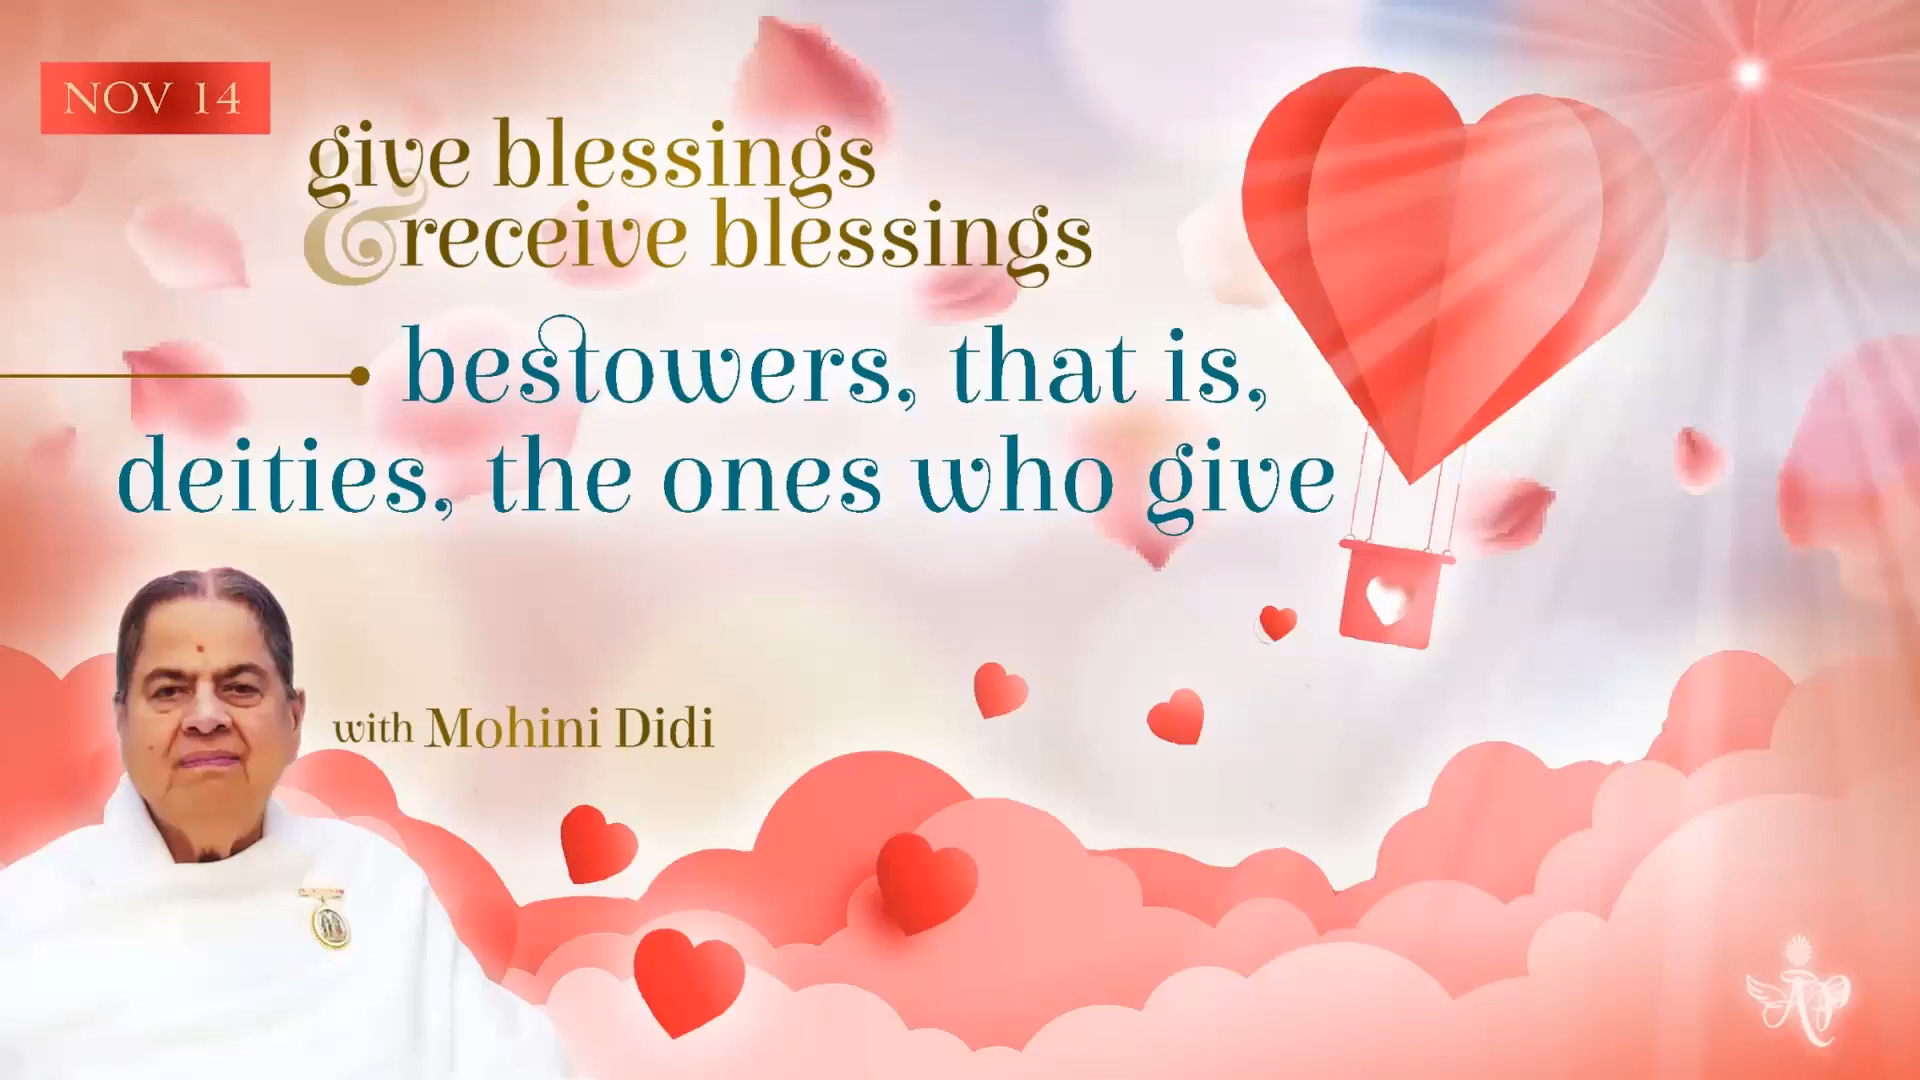 NOV 14
give blessings
& receive blessings
bestowers, that is,
deities, the ones who give
with Mohini Didi